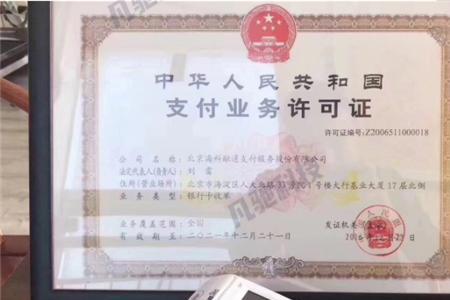 中华人民共和国
支付业务许可证
许可证编号:Z2006511000018
公司名称: 北京海科融通支付服务股份有限公司
法定代表人(负责人) 刘雷
住所(营业场所) 北京市海淀区人大北路33号院1号楼大行基业大厦17层北侧
业务类型: 银行卡收单
业务覆盖范围: 全国
有效期至: 二〇二一年十二月二十一日
发证机关
凡驰科技